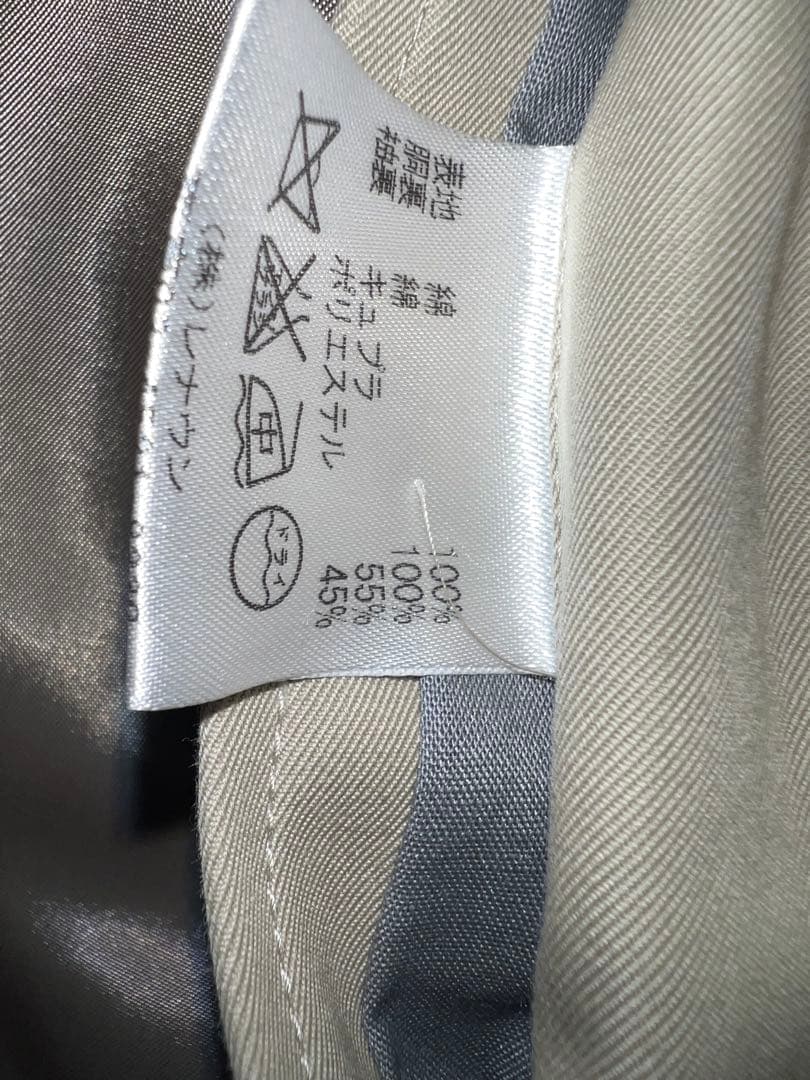 表地 綿 100%
胴裏 綿 100%
袖裏 キュプラ 55%
ポリエステル 45%
中 ドライ
(株)レナウン